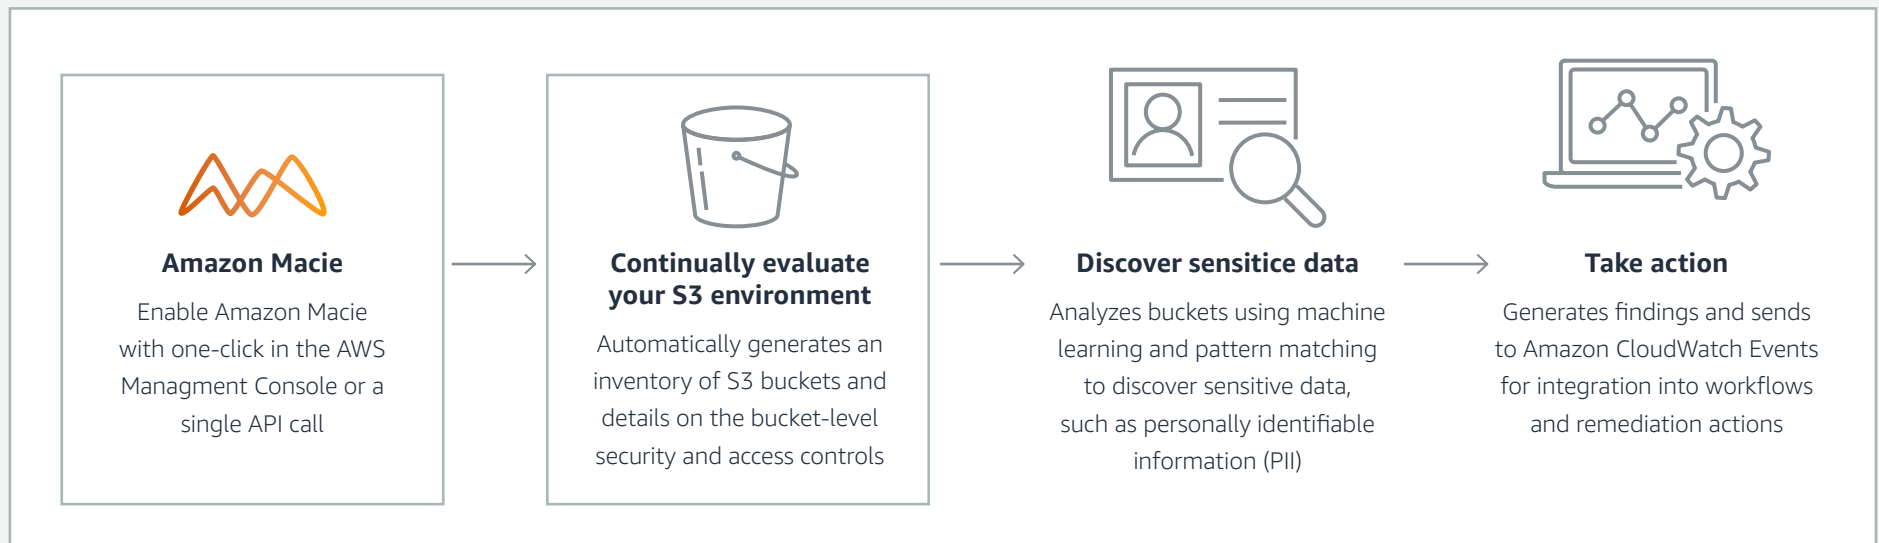 Amazon Macie
Enable Amazon Macie
with one-click in the AWS
Managment Console or a
single API call
Continually evaluate
your S3 environment
Automatically generates an
inventory of S3 buckets and
details on the bucket-level
security and access controls
Discover sensitice data
Analyzes buckets using machine
learning and pattern matching
to discover sensitive data,
such as personally identifiable
information (PII)
Take action
Generates findings and sends
to Amazon CloudWatch Events
for integration into workflows
and remediation actions